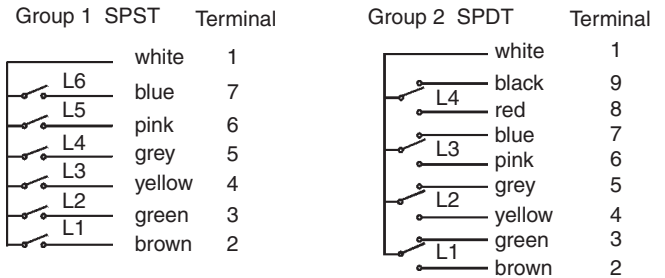 Group 1 SPST Terminal
white 1
L6 blue 7
L5 pink 6
L4 grey 5
L3 yellow 4
L2 green 3
L1 brown 2
Group 2 SPDT Terminal
white 1
black 9
L4 red 8
blue 7
L3 pink 6
grey 5
L2 yellow 4
green 3
L1 brown 2